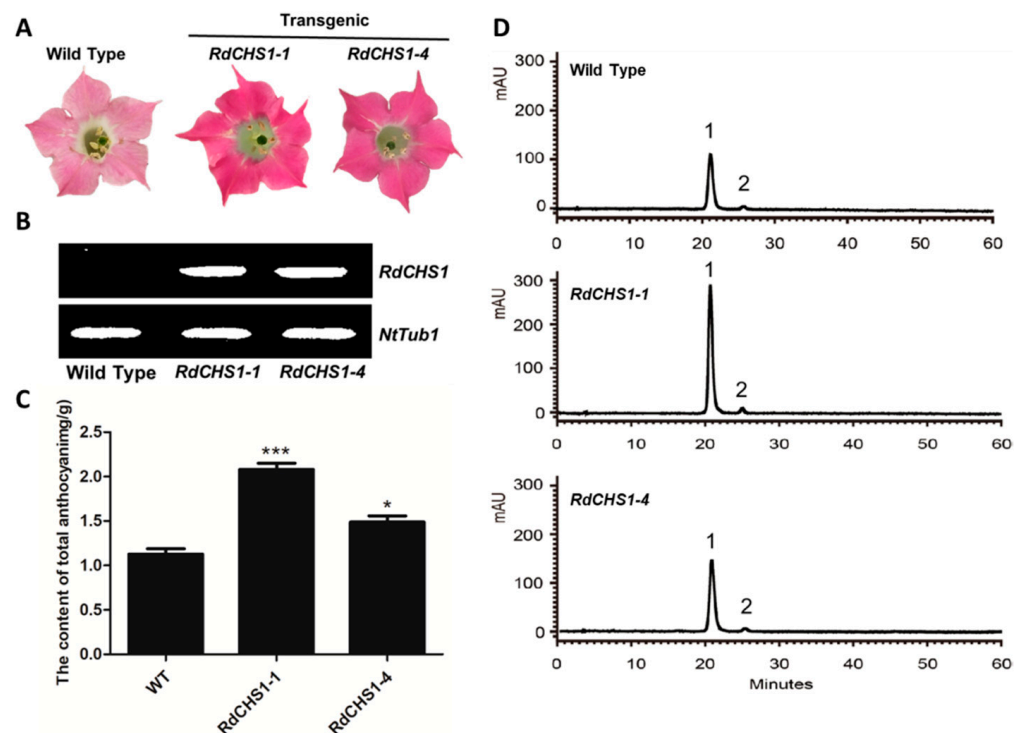 A
Transgenic
Wild Type
RdCHS1-1
RdCHS1-4
B
RdCHS1
NtTub1
Wild Type
RdCHS1-1
RdCHS1-4
C
The content of total anthocyanimg/g)
2.5
2.0
1.5
1.0
0.5
0.0
***
*
WT
RdCHS1-1
RdCHS1-4
D
mAU
300
200
100
0
Wild Type
1
2
0 10 20 30 40 50 60
mAU
300
200
100
0
RdCHS1-1
1
2
0 10 20 30 40 50 60
mAU
300
200
100
0
RdCHS1-4
1
2
0 10 20 30 40 50 60
Minutes